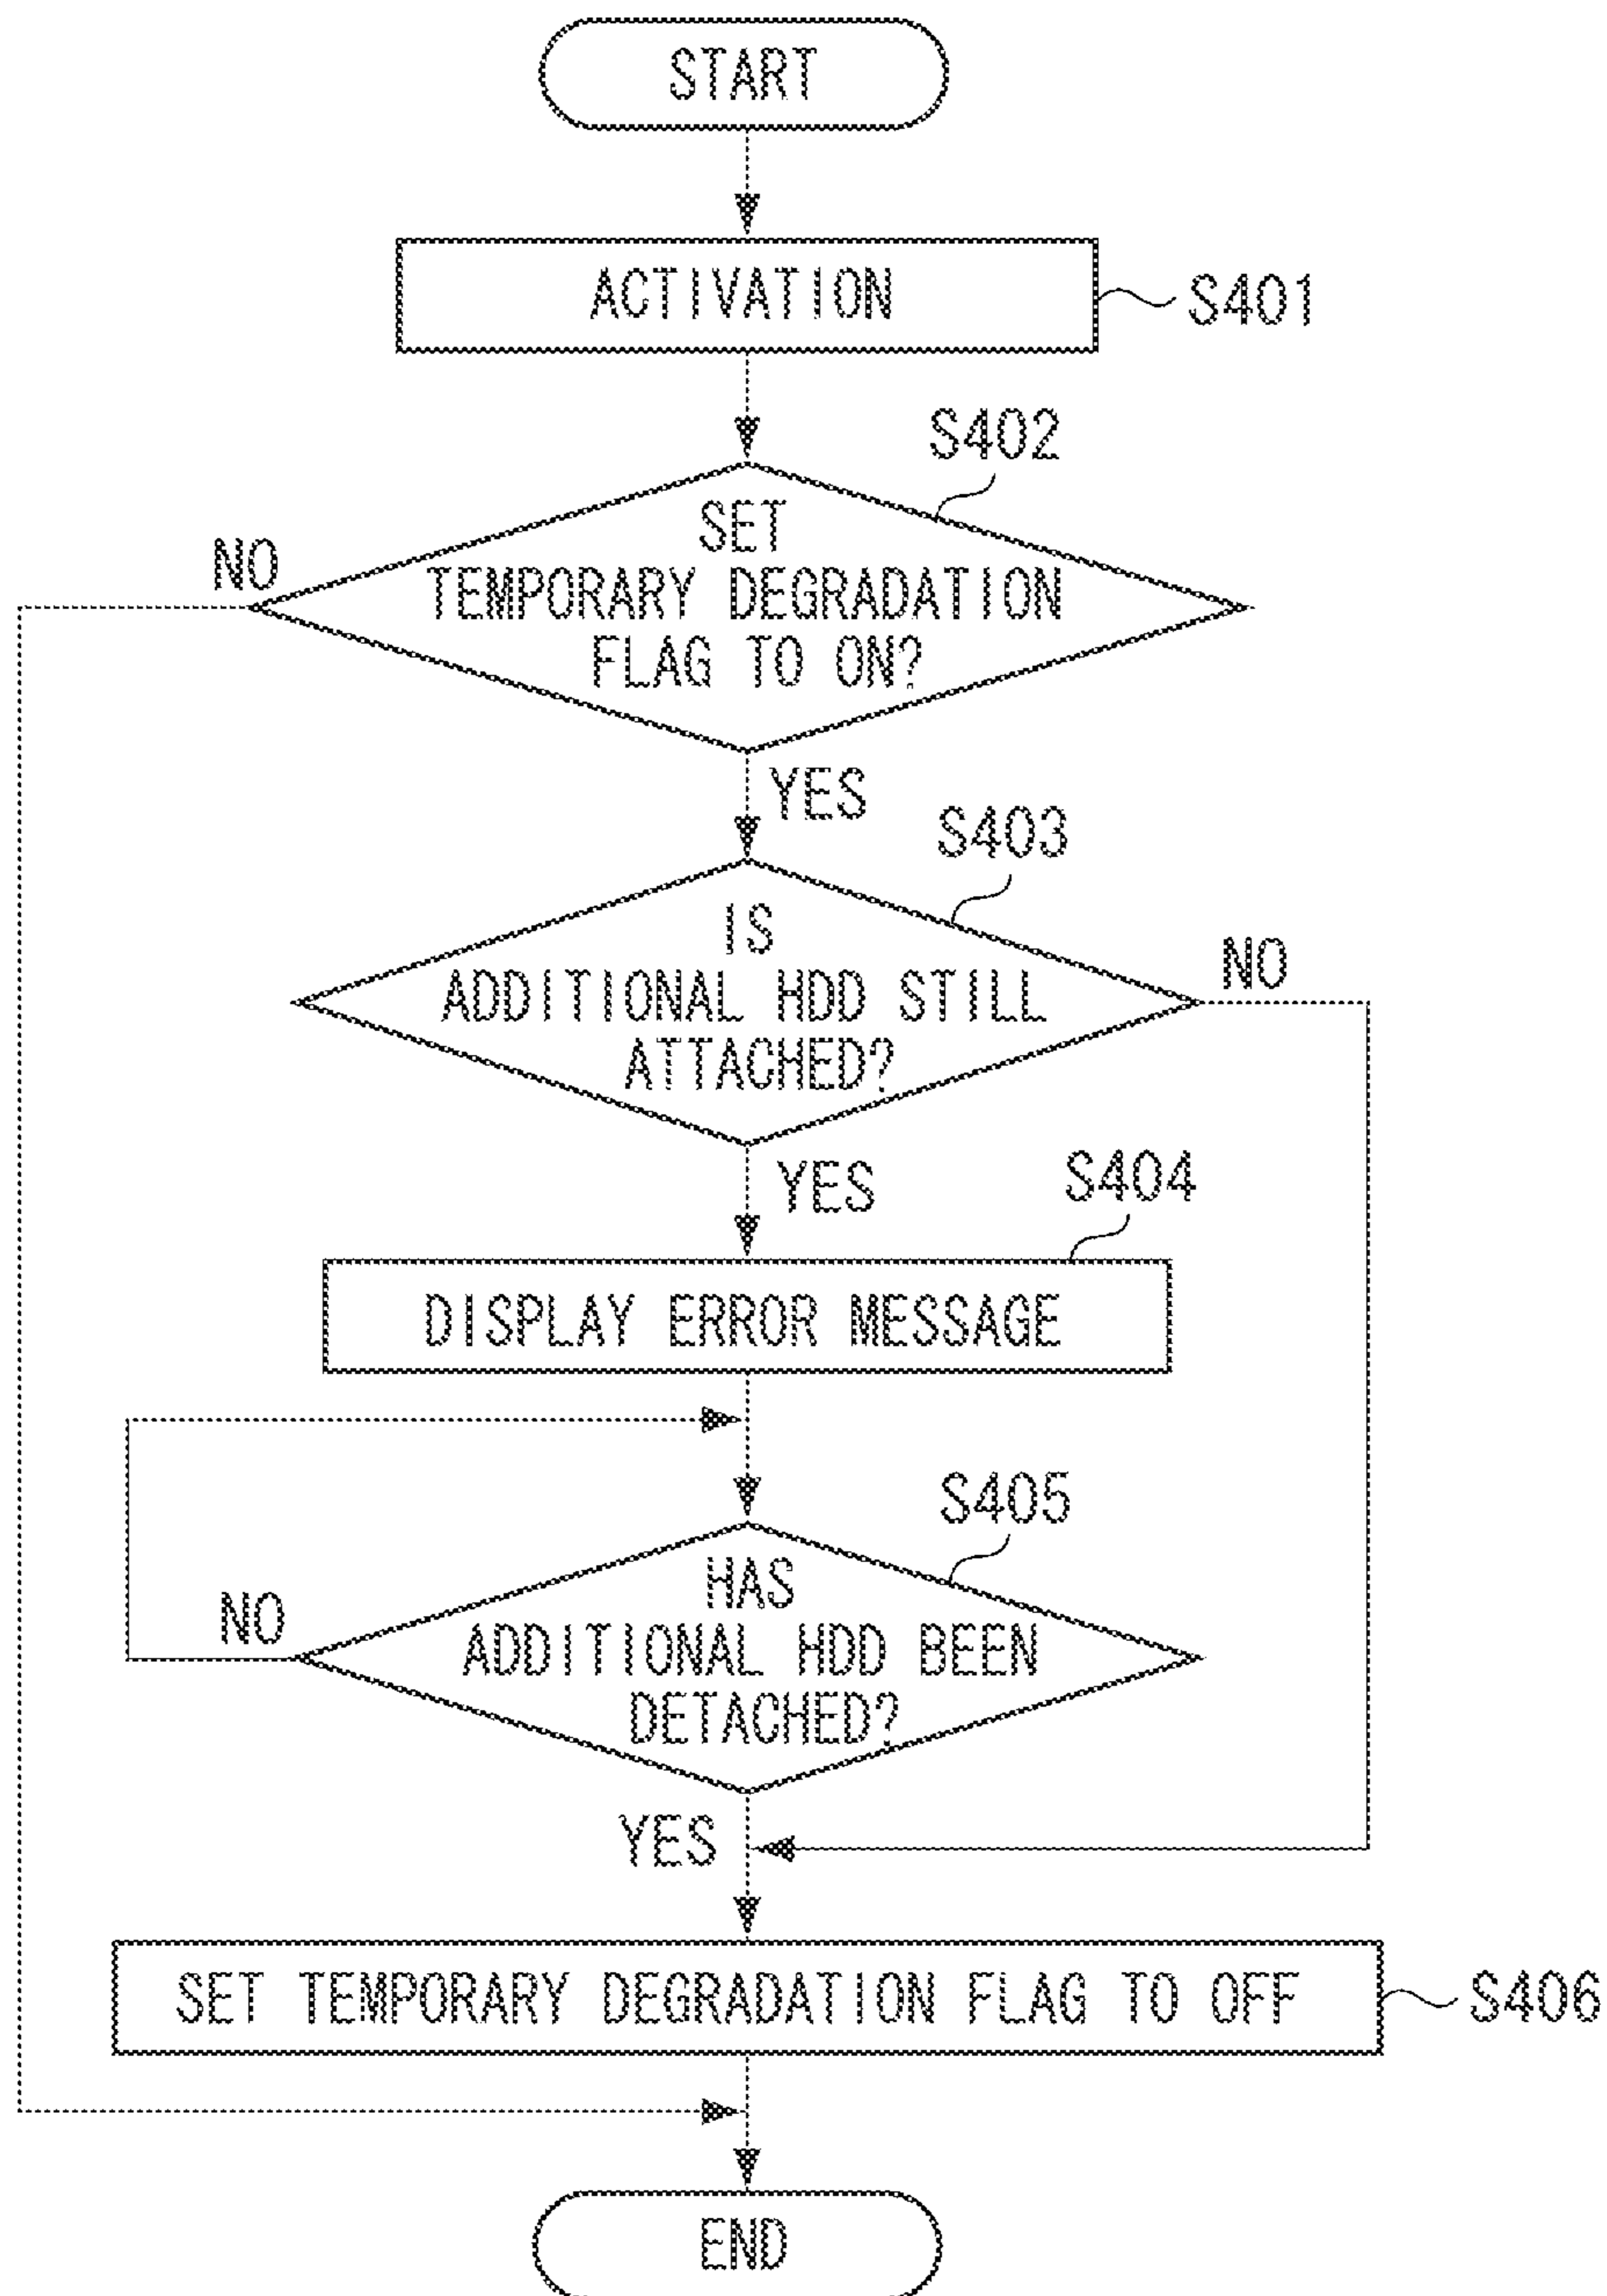 START
ACTIVATION
S401
S402
SET
TEMPORARY DEGRADATION
FLAG TO ON?
NO
YES
S403
IS
ADDITIONAL HDD STILL
ATTACHED?
NO
YES
S404
DISPLAY ERROR MESSAGE
S405
HAS
ADDITIONAL HDD BEEN
DETACHED?
NO
YES
SET TEMPORARY DEGRADATION FLAG TO OFF
S406
END